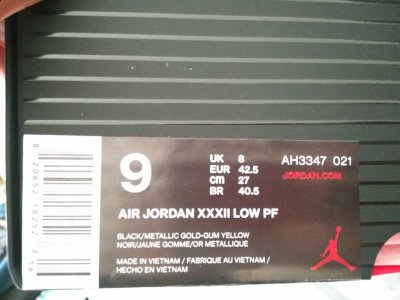 9
UK 8
EUR 42.5
CM 27
BR 40.5
AH3347 021
JORDAN.COM
AIR JORDAN XXXII LOW PF
BLACK/METALLIC GOLD-GUM YELLOW
NOIR/JAUNE GOMME/OR METALLIQUE
MADE IN VIETNAM / FABRIQUE AU VIETNAM /
HECHO EN VIETNAM